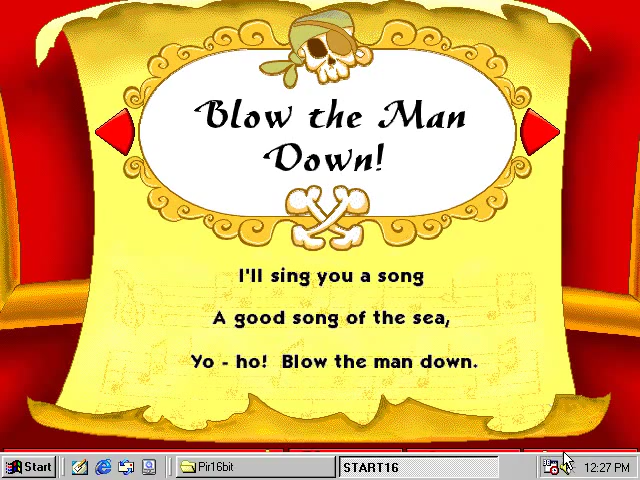 Blow the Man
Down!
I'll sing you a song
A good song of the sea,
Yo - ho! Blow the man down.
Start
Pir16bit
START16
12:27 PM